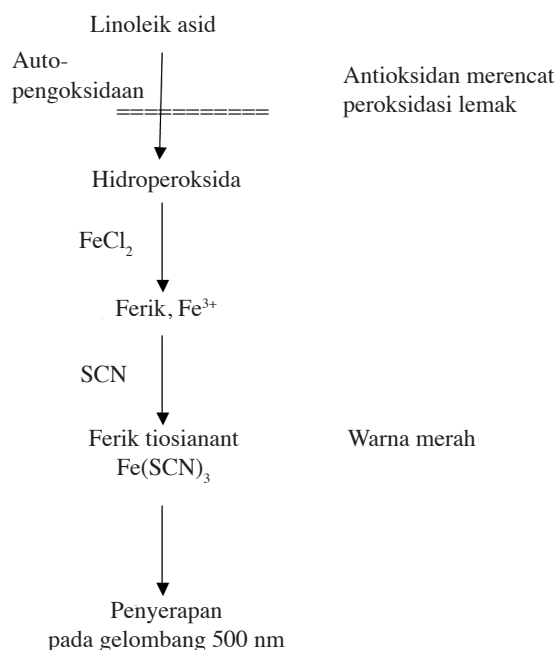 Linoleik asid
Auto-
pengoksidaan
Antioksidan merencat
peroksidasi lemak
Hidroperoksida
FeCl₂
Ferik, Fe³⁺
SCN
Ferik tiosianant
Fe(SCN)₃
Warna merah
Penyerapan
pada gelombang 500 nm